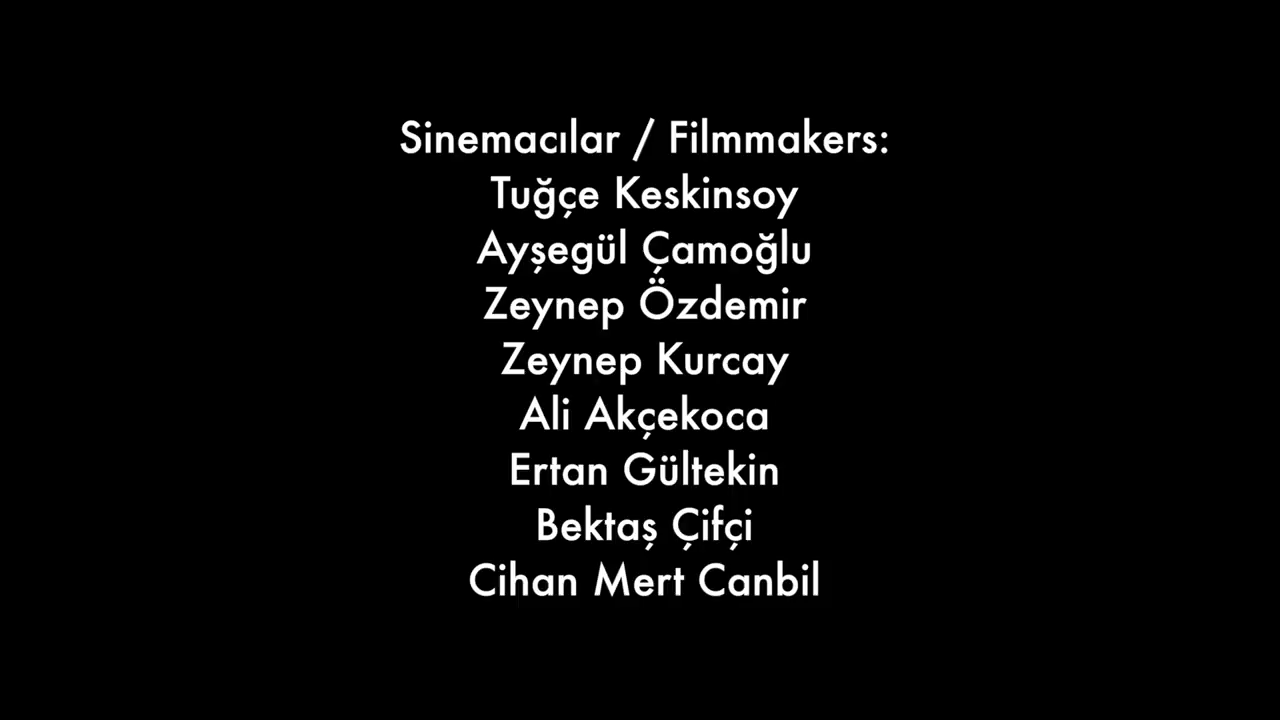 Sinemacılar / Filmmakers:
Tuğçe Keskinsoy
Ayşegül Çamoğlu
Zeynep Özdemir
Zeynep Kurcay
Ali Akçekoca
Ertan Gültekin
Bektaş Çifçi
Cihan Mert Canbil